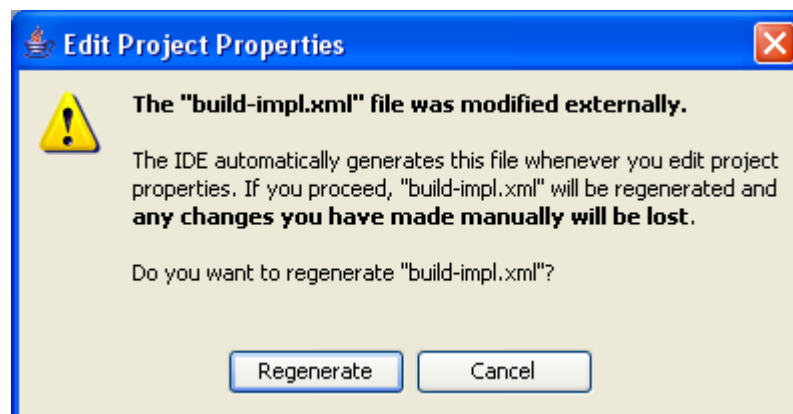 Edit Project Properties
The "build-impl.xml" file was modified externally.
The IDE automatically generates this file whenever you edit project
properties. If you proceed, "build-impl.xml" will be regenerated and
any changes you have made manually will be lost.
Do you want to regenerate "build-impl.xml"?
Regenerate
Cancel